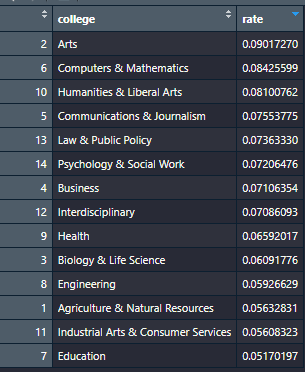 college rate
2 Arts 0.09017270
6 Computers & Mathematics 0.08425599
10 Humanities & Liberal Arts 0.08100762
5 Communications & Journalism 0.07553775
13 Law & Public Policy 0.07363330
14 Psychology & Social Work 0.07206476
4 Business 0.07106354
12 Interdisciplinary 0.07086093
9 Health 0.06592017
3 Biology & Life Science 0.06091776
8 Engineering 0.05926629
1 Agriculture & Natural Resources 0.05632831
11 Industrial Arts & Consumer Services 0.05608323
7 Education 0.05170197